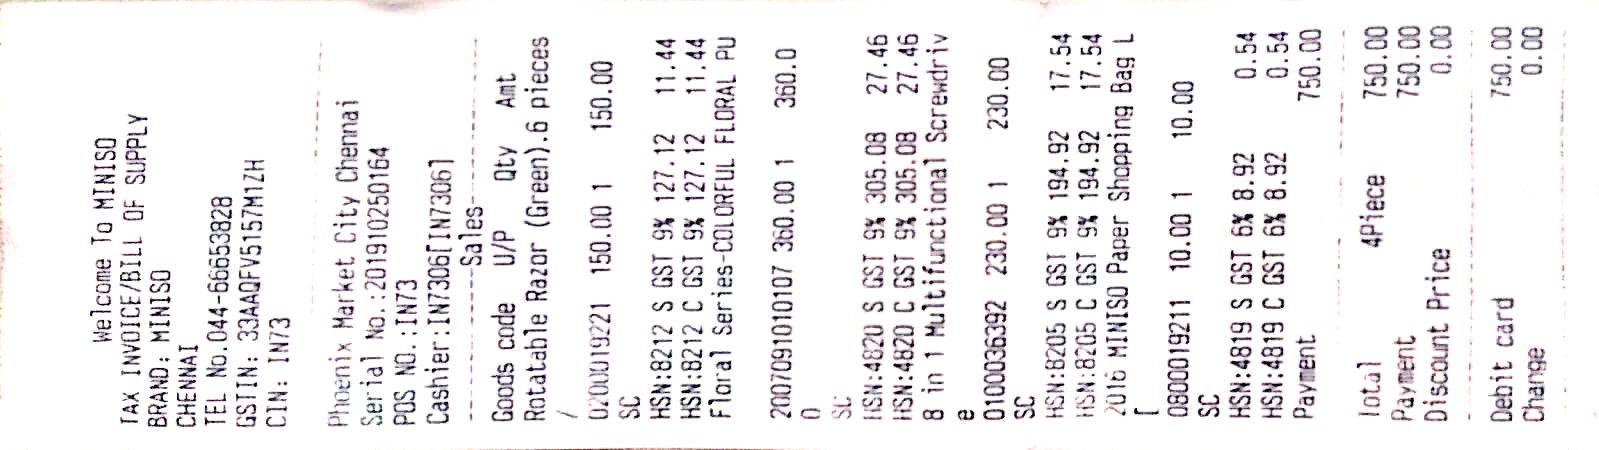 Welcome To MINISO
TAX INVOICE/BILL OF SUPPLY
BRAND: MINISO
CHENNAI
TEL No.044-66653828
GSTIN: 33AAQFV5157M1ZH
CIN: IN73
Phoenix Market City Chennai
Serial No.:201910250164
POS NO.:IN73
Cashier:IN7306[IN7306]
--------Sales--------
Goods code U/P Qty Amt
Rotatable Razor (Green).6 pieces
/
0200019221 150.00 1 150.00
SC
HSN:8212 S GST 9% 127.12 11.44
HSN:8212 C GST 9% 127.12 11.44
Floral Series-COLORFUL FLORAL PU
2007091010107 360.00 1 360.0
0
SC
HSN:4820 S GST 9% 305.08 27.46
HSN:4820 C GST 9% 305.08 27.46
8 in 1 Multifunctional Screwdriv
e
0100036392 230.00 1 230.00
SC
HSN:8205 S GST 9% 194.92 17.54
HSN:8205 C GST 9% 194.92 17.54
2016 MINISO Paper Shopping Bag L
[
0800019211 10.00 1 10.00
SC
HSN:4819 S GST 6% 8.92 0.54
HSN:4819 C GST 6% 8.92 0.54
Payment 750.00
Total 4Piece 750.00
Payment 750.00
Discount Price 0.00
Debit card 750.00
Change 0.00